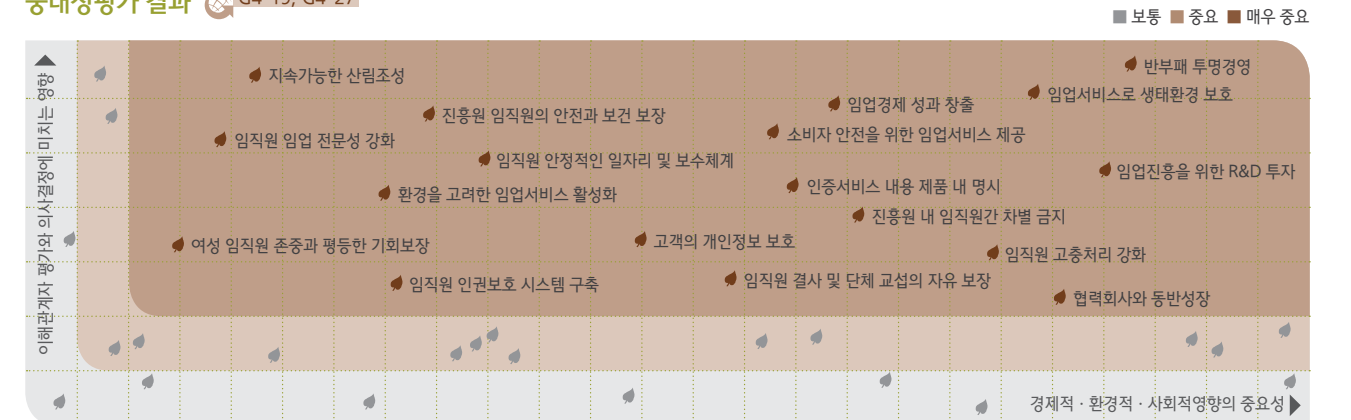 중대성평가 결과 G4-19, G4-27
보통 중요 매우 중요
이해관계자 평가와 의사결정에 미치는 영향
지속가능한 산림조성
반부패 투명경영
임업서비스로 생태환경 보호
임업경제 성과 창출
진흥원 임직원의 안전과 보건 보장
소비자 안전을 위한 임업서비스 제공
임직원 임업 전문성 강화
임직원 안정적인 일자리 및 보수체계
임업진흥을 위한 R&D 투자
환경을 고려한 임업서비스 활성화
인증서비스 내용 제품 내 명시
진흥원 내 임직원간 차별 금지
여성 임직원 존중과 평등한 기회보장
고객의 개인정보 보호
임직원 고충처리 강화
임직원 인권보호 시스템 구축
임직원 결사 및 단체 교섭의 자유 보장
협력회사와 동반성장
경제적 · 환경적 · 사회적영향의 중요성